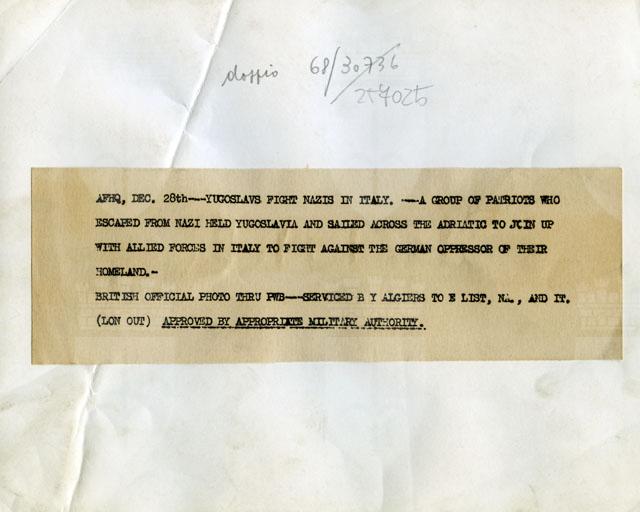 doppio 68/30736
257025
AFHQ, DEC. 28th---YUGOSLAVS FIGHT NAZIS IN ITALY. ---A GROUP OF PATRIOTS WHO
ESCAPED FROM NAZI HELD YUGOSLAVIA AND SAILED ACROSS THE ADRIATIC TO JOIN UP
WITH ALLIED FORCES IN ITALY TO FIGHT AGAINST THE GERMAN OPPRESSOR OF THEIR
HOMELAND.-
BRITISH OFFICIAL PHOTO THRU PWB---SERVICED B Y ALGIERS TO E LIST, NA., AND IT.
(LON OUT) APPROVED BY APPROPRIATE MILITARY AUTHORITY.